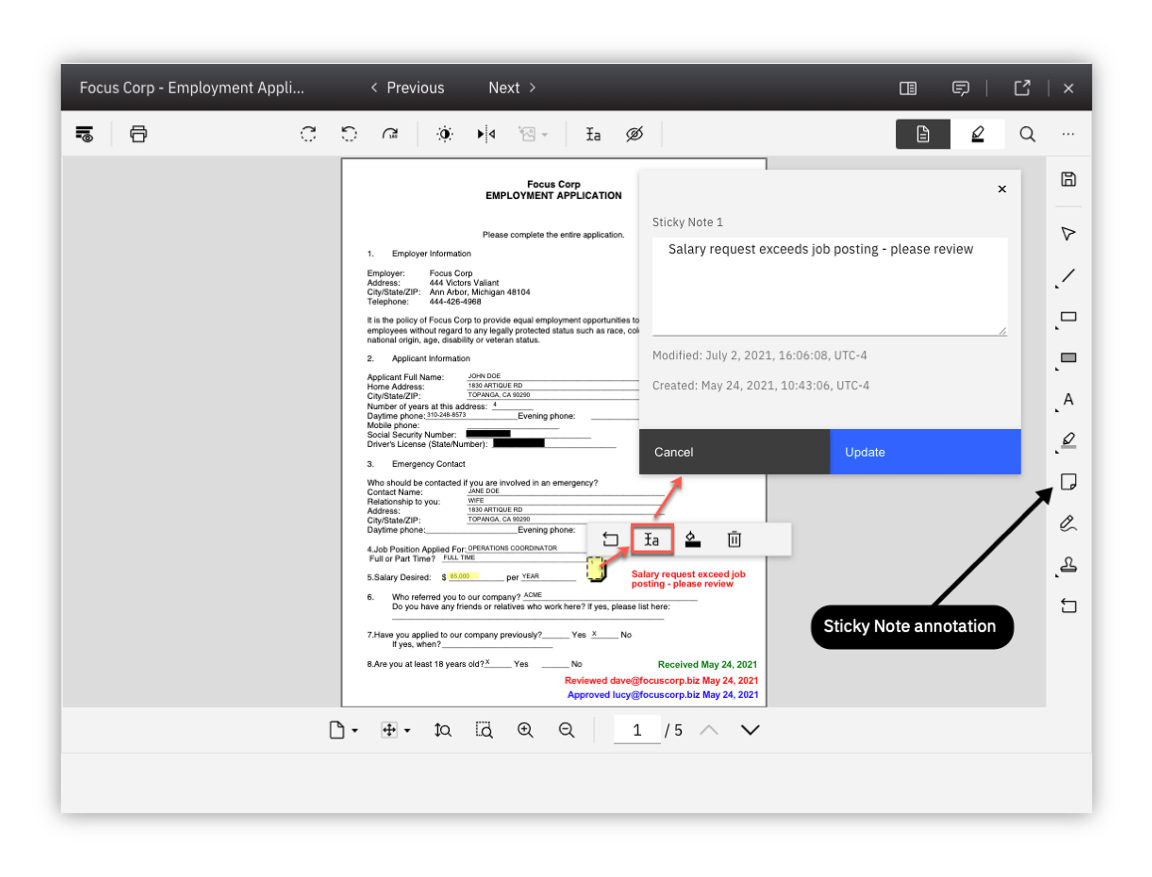 Focus Corp - Employment Appli...
< Previous
Next >
Focus Corp
EMPLOYMENT APPLICATION
Please complete the entire application.
1. Employer Information
Employer: Focus Corp
Address: 444 Victors Valiant
City/State/ZIP: Ann Arbor, Michigan 48104
Telephone: 444-426-4968
It is the policy of Focus Corp to provide equal employment opportunities to
employees without regard to any legally protected status such as race,
national origin, age, disability or veteran status.
2. Applicant Information
Applicant Full Name: JOHN DOE
Home Address: 1830 ARTIQUE RD
City/State/ZIP: TOPANGA, CA 90290
Number of years at this address: 4
Daytime phone: 310-248-8573 Evening phone:
Mobile phone:
Social Security Number:
Driver's License (State/Number):
3. Emergency Contact
Who should be contacted if you are involved in an emergency?
Contact Name: JANE DOE
Relationship to you: WIFE
Address: 1830 ARTIQUE RD
City/State/ZIP: TOPANGA, CA 90290
Daytime phone: Evening phone:
4.Job Position Applied For: OPERATIONS COORDINATOR
Full or Part Time? FULL TIME
5.Salary Desired: $ 85,000 per YEAR
Salary request exceed job
posting - please review
6. Who referred you to our company? ACME
Do you have any friends or relatives who work here? If yes, please list here:
7.Have you applied to our company previously? Yes X No
If yes, when?
8.Are you at least 18 years old? X Yes No
Received May 24, 2021
Reviewed dave@focuscorp.biz May 24, 2021
Approved lucy@focuscorp.biz May 24, 2021
Sticky Note 1
Salary request exceeds job posting - please review
Modified: July 2, 2021, 16:06:08, UTC-4
Created: May 24, 2021, 10:43:06, UTC-4
Cancel
Update
Sticky Note annotation
1 / 5